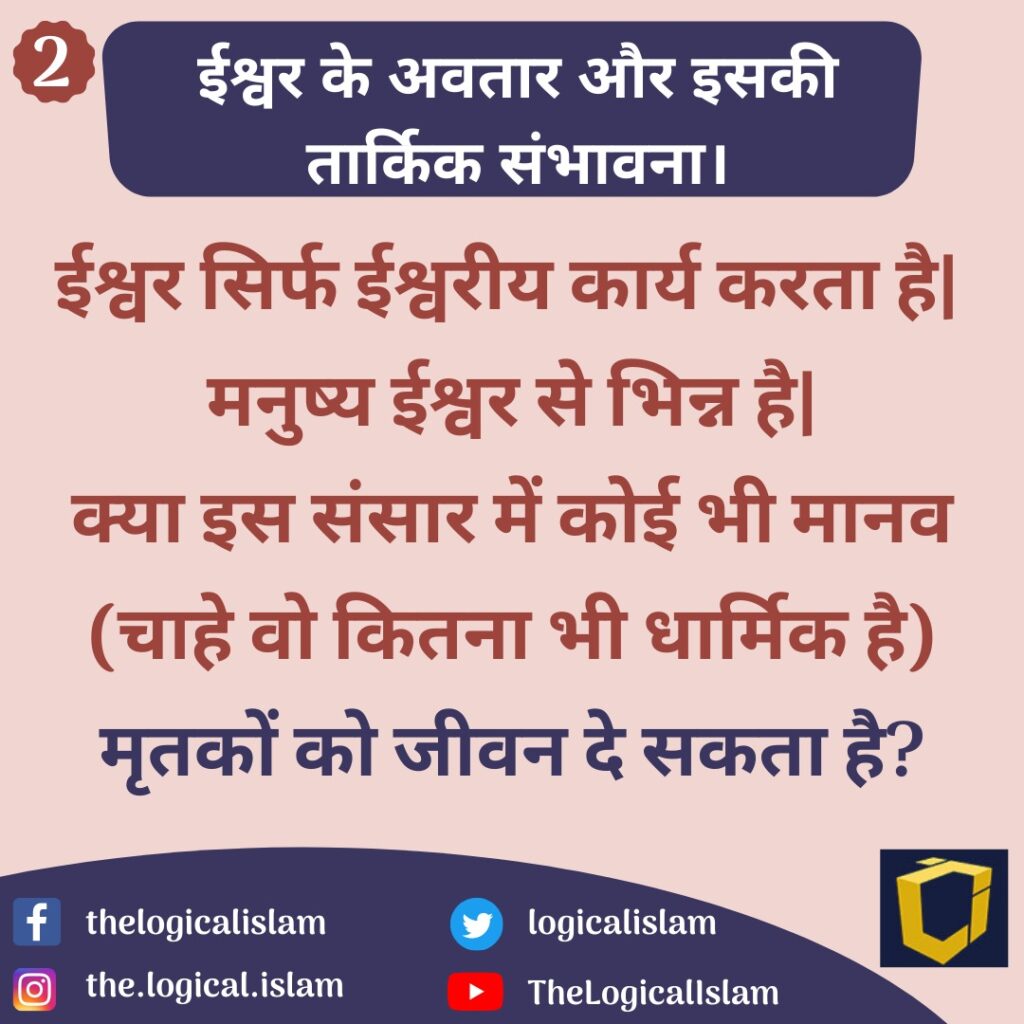 2
ईश्वर के अवतार और इसकी
तार्किक संभावना।
ईश्वर सिर्फ ईश्वरीय कार्य करता है|
मनुष्य ईश्वर से भिन्न है|
क्या इस संसार में कोई भी मानव
(चाहे वो कितना भी धार्मिक है)
मृतकों को जीवन दे सकता है?
thelogicalislam
logicalislam
the.logical.islam
TheLogicalIslam